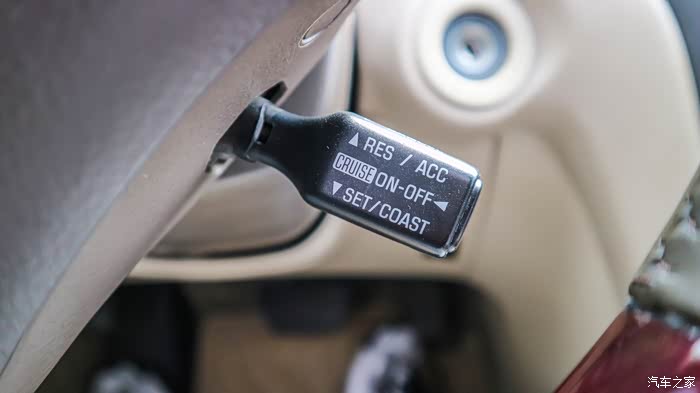 ▲ RES / ACC
CRUISE ON-OFF ◀
▼ SET/COAST
汽车之家